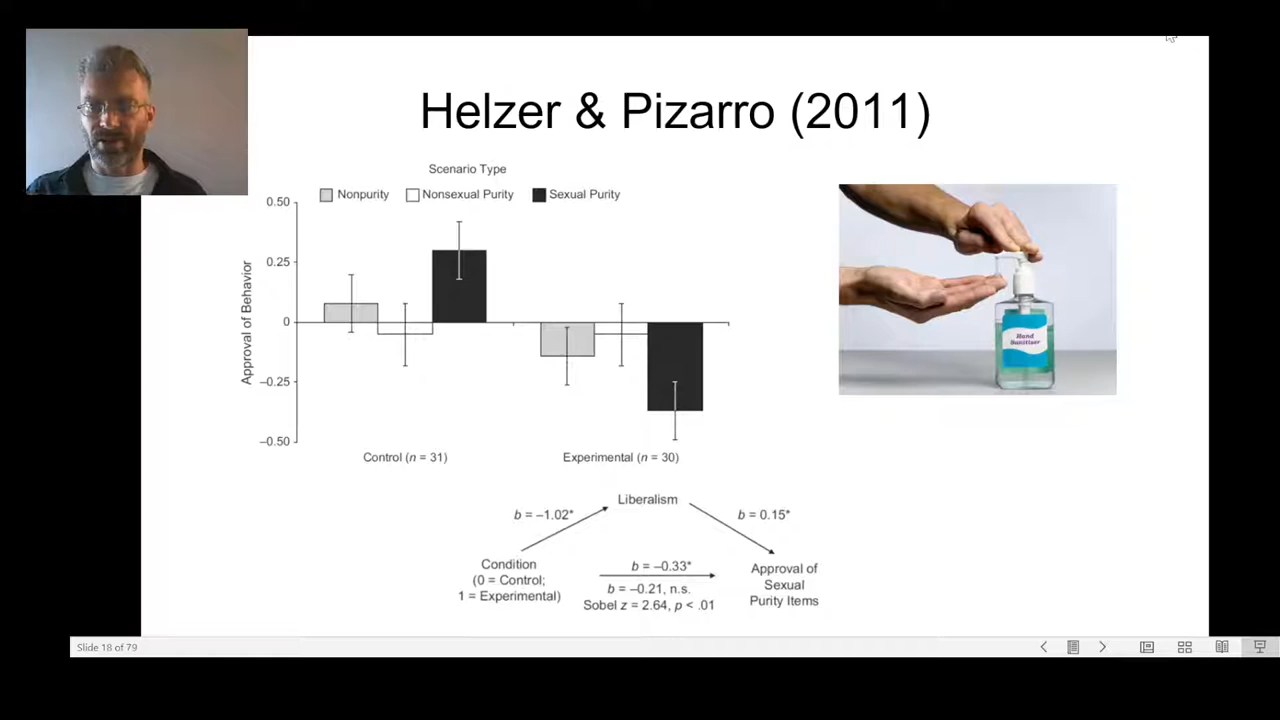 Helzer & Pizarro (2011)
Scenario Type
Nonpurity Nonsexual Purity Sexual Purity
Approval of Behavior
0.50
0.25
0
–0.25
–0.50
Control (n = 31) Experimental (n = 30)
Hand
Sanitiser
Liberalism
b = –1.02* b = 0.15*
Condition
(0 = Control;
1 = Experimental)
b = –0.33*
b = –0.21, n.s.
Sobel z = 2.64, p < .01
Approval of
Sexual
Purity Items
Slide 18 of 79